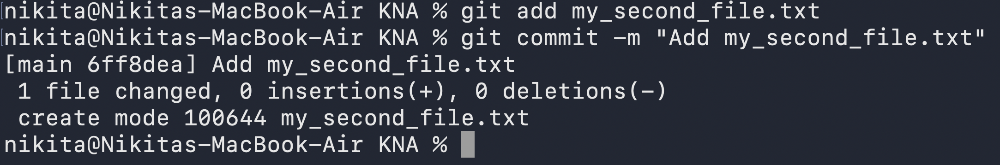 nikita@Nikitas-MacBook-Air KNA % git add my_second_file.txt
nikita@Nikitas-MacBook-Air KNA % git commit -m "Add my_second_file.txt"
[main 6ff8dea] Add my_second_file.txt
 1 file changed, 0 insertions(+), 0 deletions(-)
 create mode 100644 my_second_file.txt
nikita@Nikitas-MacBook-Air KNA %